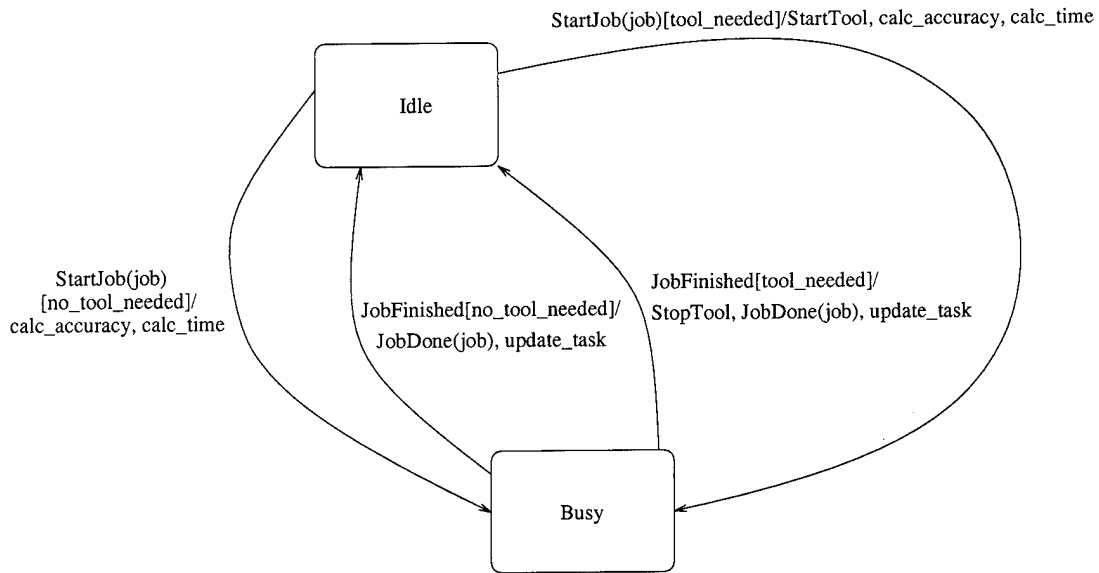 StartJob(job)[tool_needed]/StartTool, calc_accuracy, calc_time
Idle
StartJob(job)
[no_tool_needed]/
calc_accuracy, calc_time
JobFinished[no_tool_needed]/
JobDone(job), update_task
JobFinished[tool_needed]/
StopTool, JobDone(job), update_task
Busy